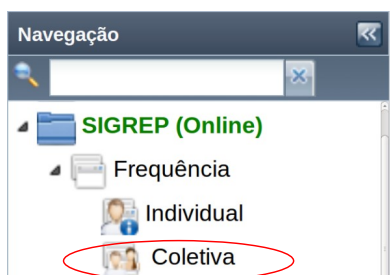 Navegação
SIGREP (Online)
Frequência
Individual
Coletiva